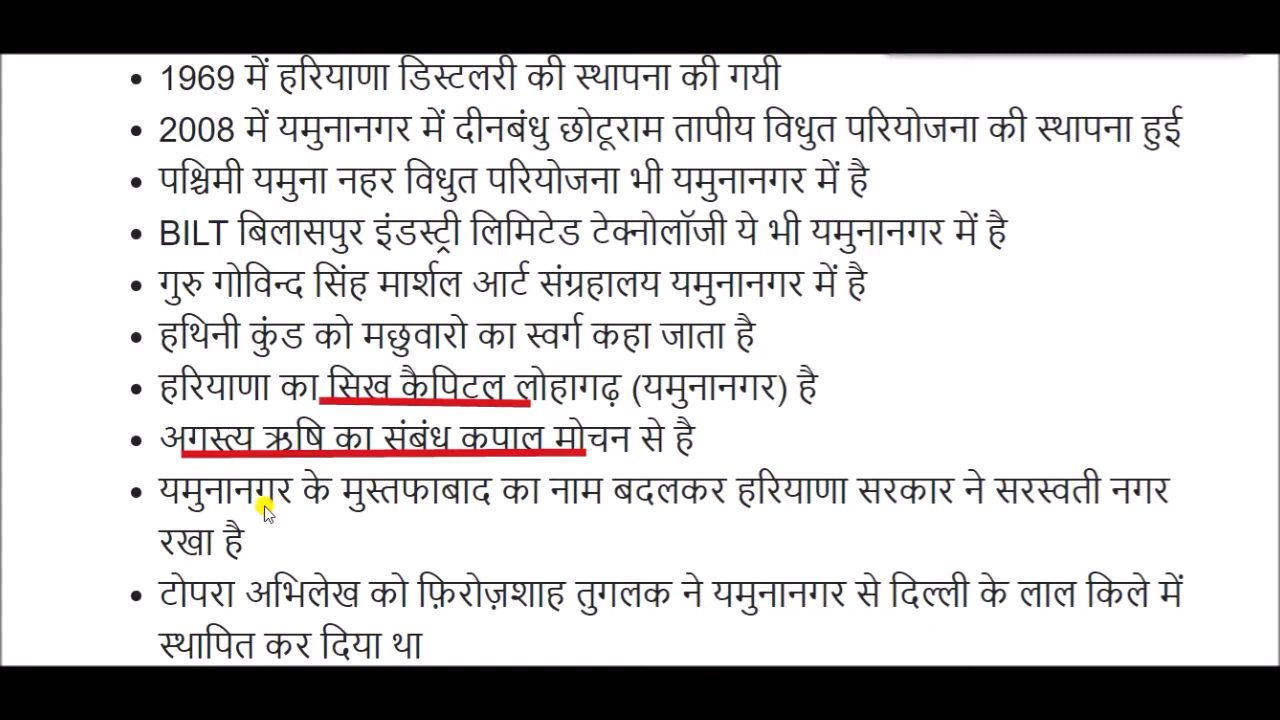 1969 में हरियाणा डिस्टलरी की स्थापना की गयी
2008 में यमुनानगर में दीनबंधु छोटूराम तापीय विधुत परियोजना की स्थापना हुई
पश्चिमी यमुना नहर विधुत परियोजना भी यमुनानगर में है
BILT बिलासपुर इंडस्ट्री लिमिटेड टेक्नोलॉजी ये भी यमुनानगर में है
गुरु गोविन्द सिंह मार्शल आर्ट संग्रहालय यमुनानगर में है
हथिनी कुंड को मछुवारो का स्वर्ग कहा जाता है
हरियाणा का सिख कैपिटल लोहागढ़ (यमुनानगर) है
अगस्त्य ऋषि का संबंध कपाल मोचन से है
यमुनानगर के मुस्तफाबाद का नाम बदलकर हरियाणा सरकार ने सरस्वती नगर
रखा है
टोपरा अभिलेख को फ़िरोज़शाह तुगलक ने यमुनानगर से दिल्ली के लाल किले में
स्थापित कर दिया था